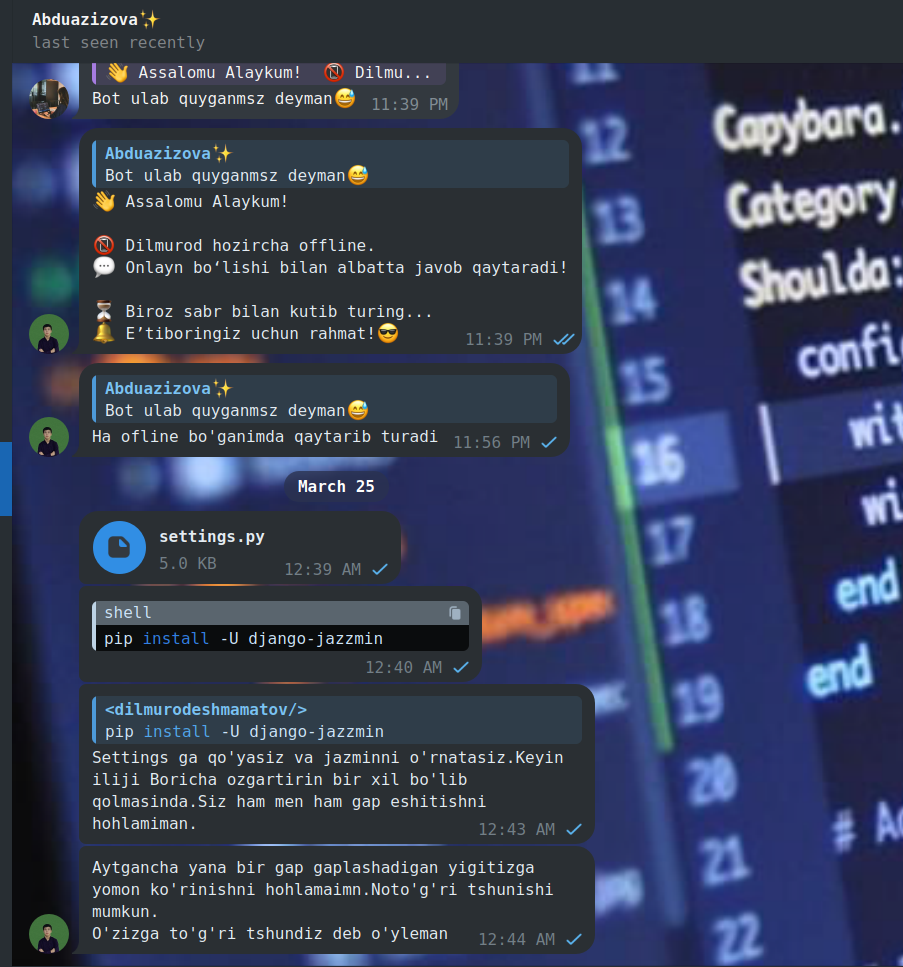 Abduazizova✨
last seen recently
👋 Assalomu Alaykum! 📵 Dilmu...
Bot ulab quyganmsz deyman😅 11:39 PM
Abduazizova✨
Bot ulab quyganmsz deyman😅
👋 Assalomu Alaykum!
📵 Dilmurod hozircha offline.
💬 Onlayn bo‘lishi bilan albatta javob qaytaradi!
⏳ Biroz sabr bilan kutib turing...
🔔 E’tiboringiz uchun rahmat!😎 11:39 PM
Abduazizova✨
Bot ulab quyganmsz deyman😅
Ha ofline bo'ganimda qaytarib turadi 11:56 PM
March 25
settings.py
5.0 KB 12:39 AM
shell
pip install -U django-jazzmin
12:40 AM
<dilmurodeshmamatov/>
pip install -U django-jazzmin
Settings ga qo'yasiz va jazminni o'rnatasiz.Keyin
iliji Boricha ozgartirin bir xil bo'lib
qolmasinda.Siz ham men ham gap eshitishni
hohlamiman. 12:43 AM
Aytgancha yana bir gap gaplashadigan yigitizga
yomon ko'rinishni hohlamaimn.Noto'g'ri tshunishi
mumkun.
O'zizga to'g'ri tshundiz deb o'yleman 12:44 AM
12
Capybara.
13
Category
14
Shoulda:
15
confi
16
wit
17
wi
18
end
19
end
20
21
# Ad
22